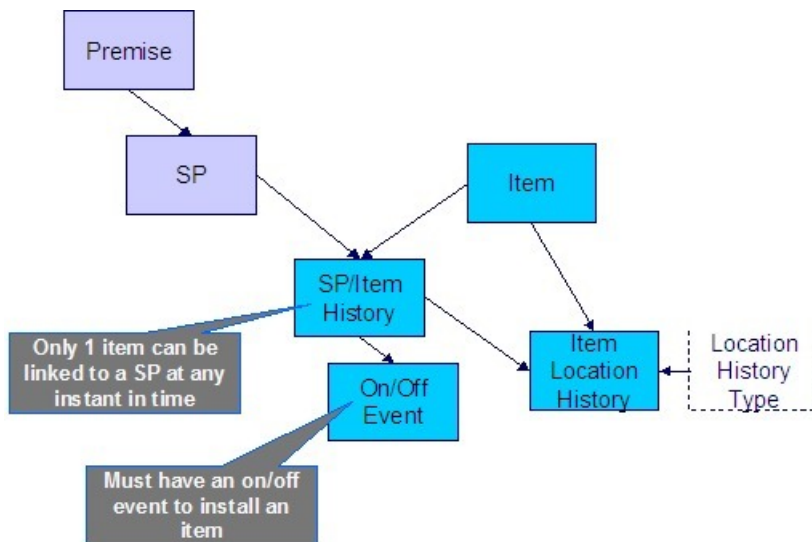 Premise
SP
Item
SP/Item
History
Only 1 item can be
linked to a SP at any
instant in time
Item
Location
History
Location
History
Type
On/Off
Event
Must have an on/off
event to install an
item